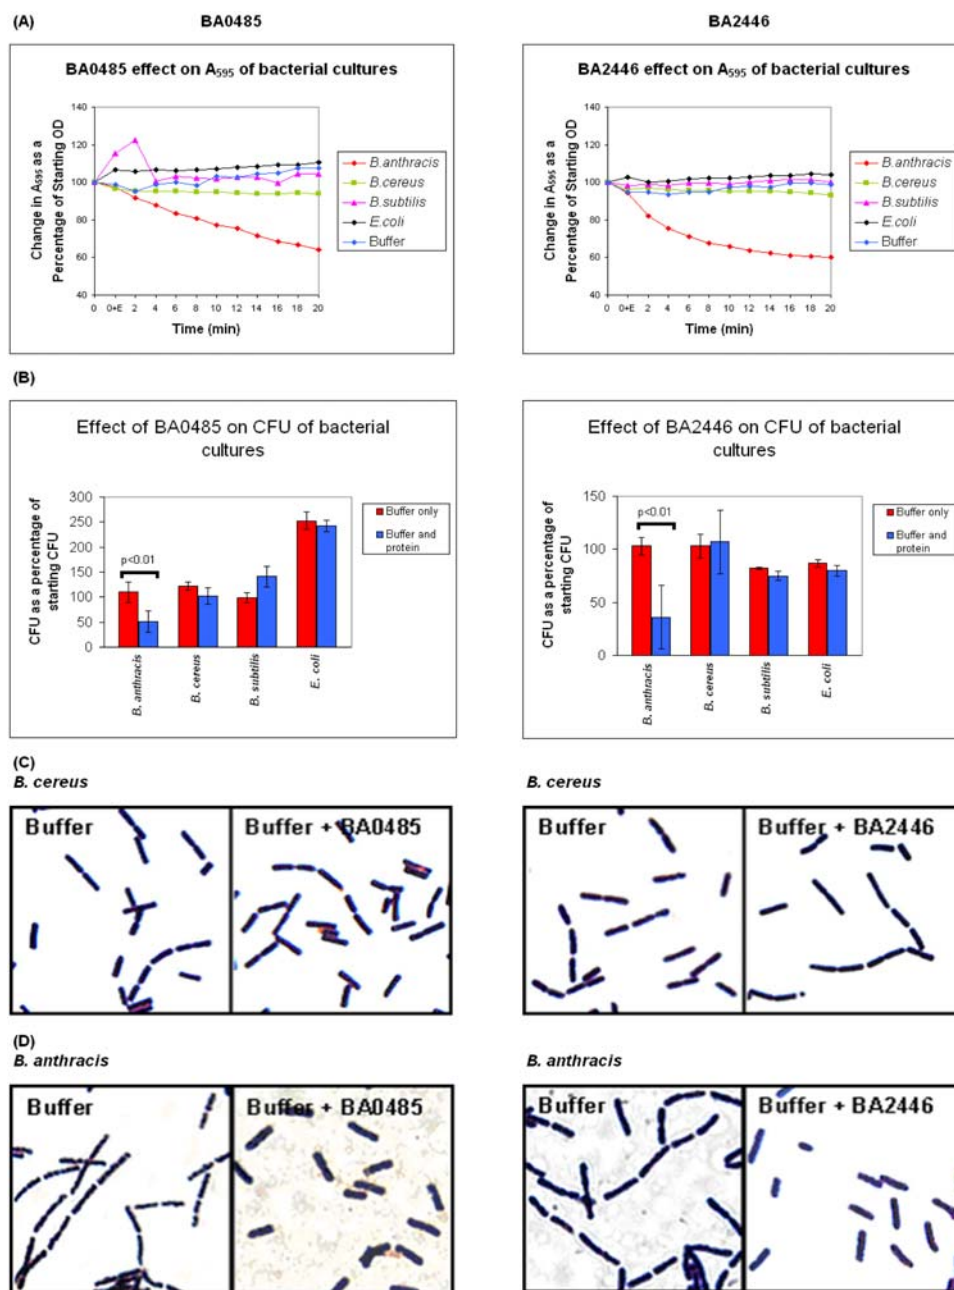 (A)
BA0485
BA2446
BA0485 effect on A595 of bacterial cultures
Change in A595 as a
Percentage of Starting OD
140
120
100
80
60
40
0 0+E 2 4 6 8 10 12 14 16 18 20
Time (min)
B.anthracis
B.cereus
B.subtilis
E.coli
Buffer
BA2446 effect on A595 of bacterial cultures
Change in A595 as a
Percentage of Starting OD
140
120
100
80
60
40
0 0+E 2 4 6 8 10 12 14 16 18 20
Time (min)
B.anthracis
B.cereus
B.subtilis
E.coli
Buffer
(B)
Effect of BA0485 on CFU of bacterial
cultures
CFU as a percentage of
starting CFU
300
250
200
150
100
50
0
p<0.01
B. anthracis
B. cereus
B. subtilis
E. coli
Buffer only
Buffer and
protein
Effect of BA2446 on CFU of bacterial
cultures
CFU as a percentage of
starting CFU
150
100
50
0
p<0.01
B. anthracis
B. cereus
B. subtilis
E. coli
Buffer only
Buffer and
protein
(C)
B. cereus
B. cereus
Buffer
Buffer + BA0485
Buffer
Buffer + BA2446
(D)
B. anthracis
B. anthracis
Buffer
Buffer + BA0485
Buffer
Buffer + BA2446